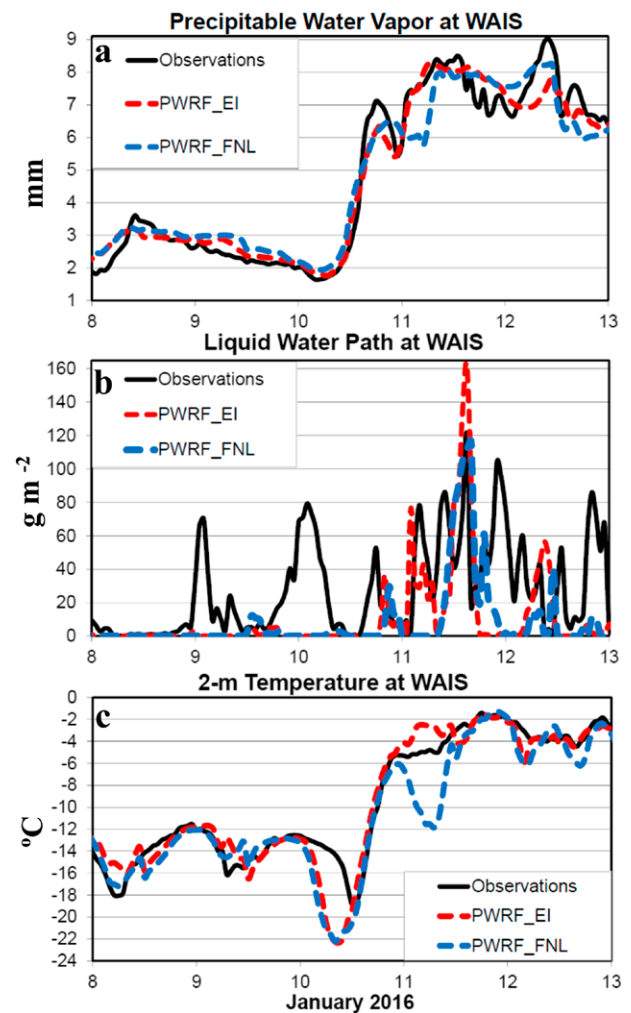 Precipitable Water Vapor at WAIS
a
Observations
PWRF_EI
PWRF_FNL
mm
9
8
7
6
5
4
3
2
1
8 9 10 11 12 13
Liquid Water Path at WAIS
b
Observations
PWRF_EI
PWRF_FNL
g m -2
160
140
120
100
80
60
40
20
0
8 9 10 11 12 13
2-m Temperature at WAIS
c
oC
0
-2
-4
-6
-8
-10
-12
-14
-16
-18
-20
-22
-24
Observations
PWRF_EI
PWRF_FNL
8 9 10 11 12 13
January 2016